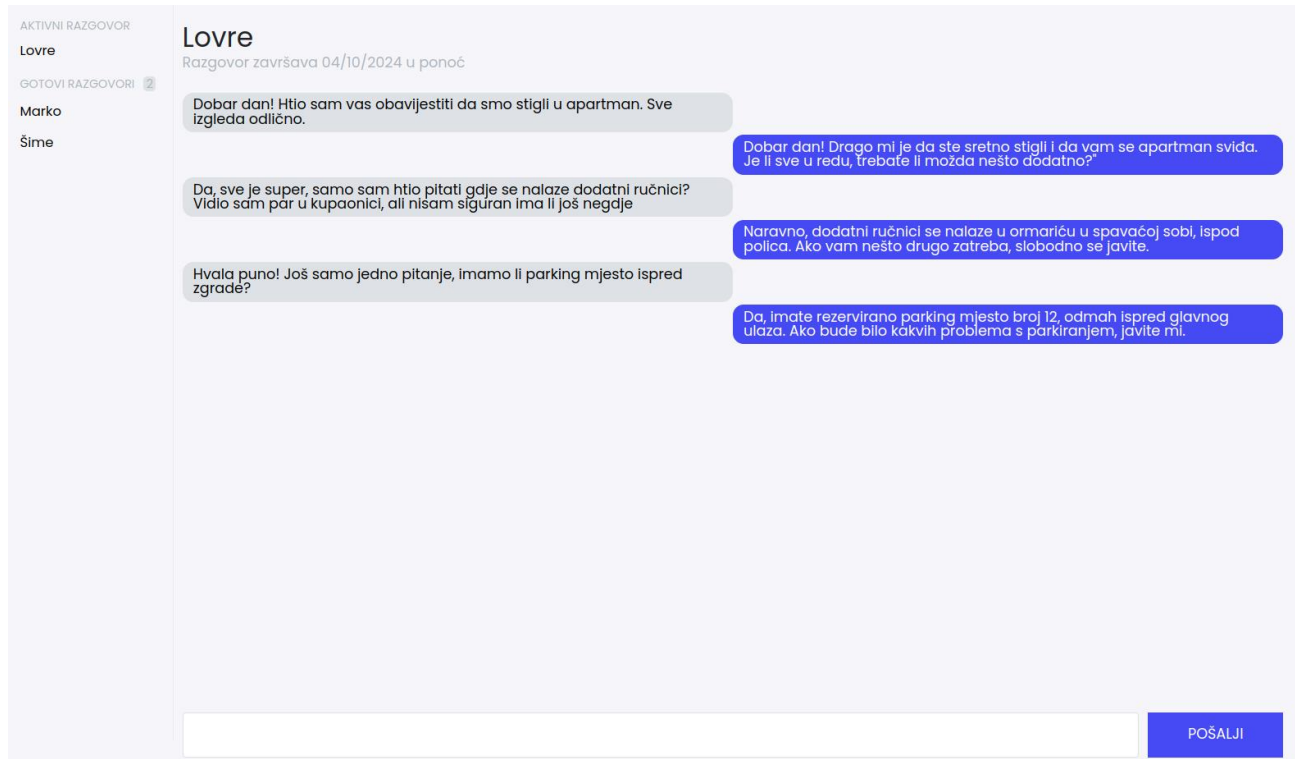 AKTIVNI RAZGOVOR
Lovre
GOTOVI RAZGOVORI 2
Marko
Šime
Lovre
Razgovor završava 04/10/2024 u ponoć
Dobar dan! Htio sam vas obavijestiti da smo stigli u apartman. Sve
izgleda odlično.
Dobar dan! Drago mi je da ste sretno stigli i da vam se apartman sviđa.
Je li sve u redu, trebate li možda nešto dodatno?"
Da, sve je super, samo sam htio pitati gdje se nalaze dodatni ručnici?
Vidio sam par u kupaonici, ali nisam siguran ima li još negdje
Naravno, dodatni ručnici se nalaze u ormariću u spavaćoj sobi, ispod
polica. Ako vam nešto drugo zatreba, slobodno se javite.
Hvala puno! Još samo jedno pitanje, imamo li parking mjesto ispred
zgrade?
Da, imate rezervirano parking mjesto broj 12, odmah ispred glavnog
ulaza. Ako bude bilo kakvih problema s parkiranjem, javite mi.
POŠALJI